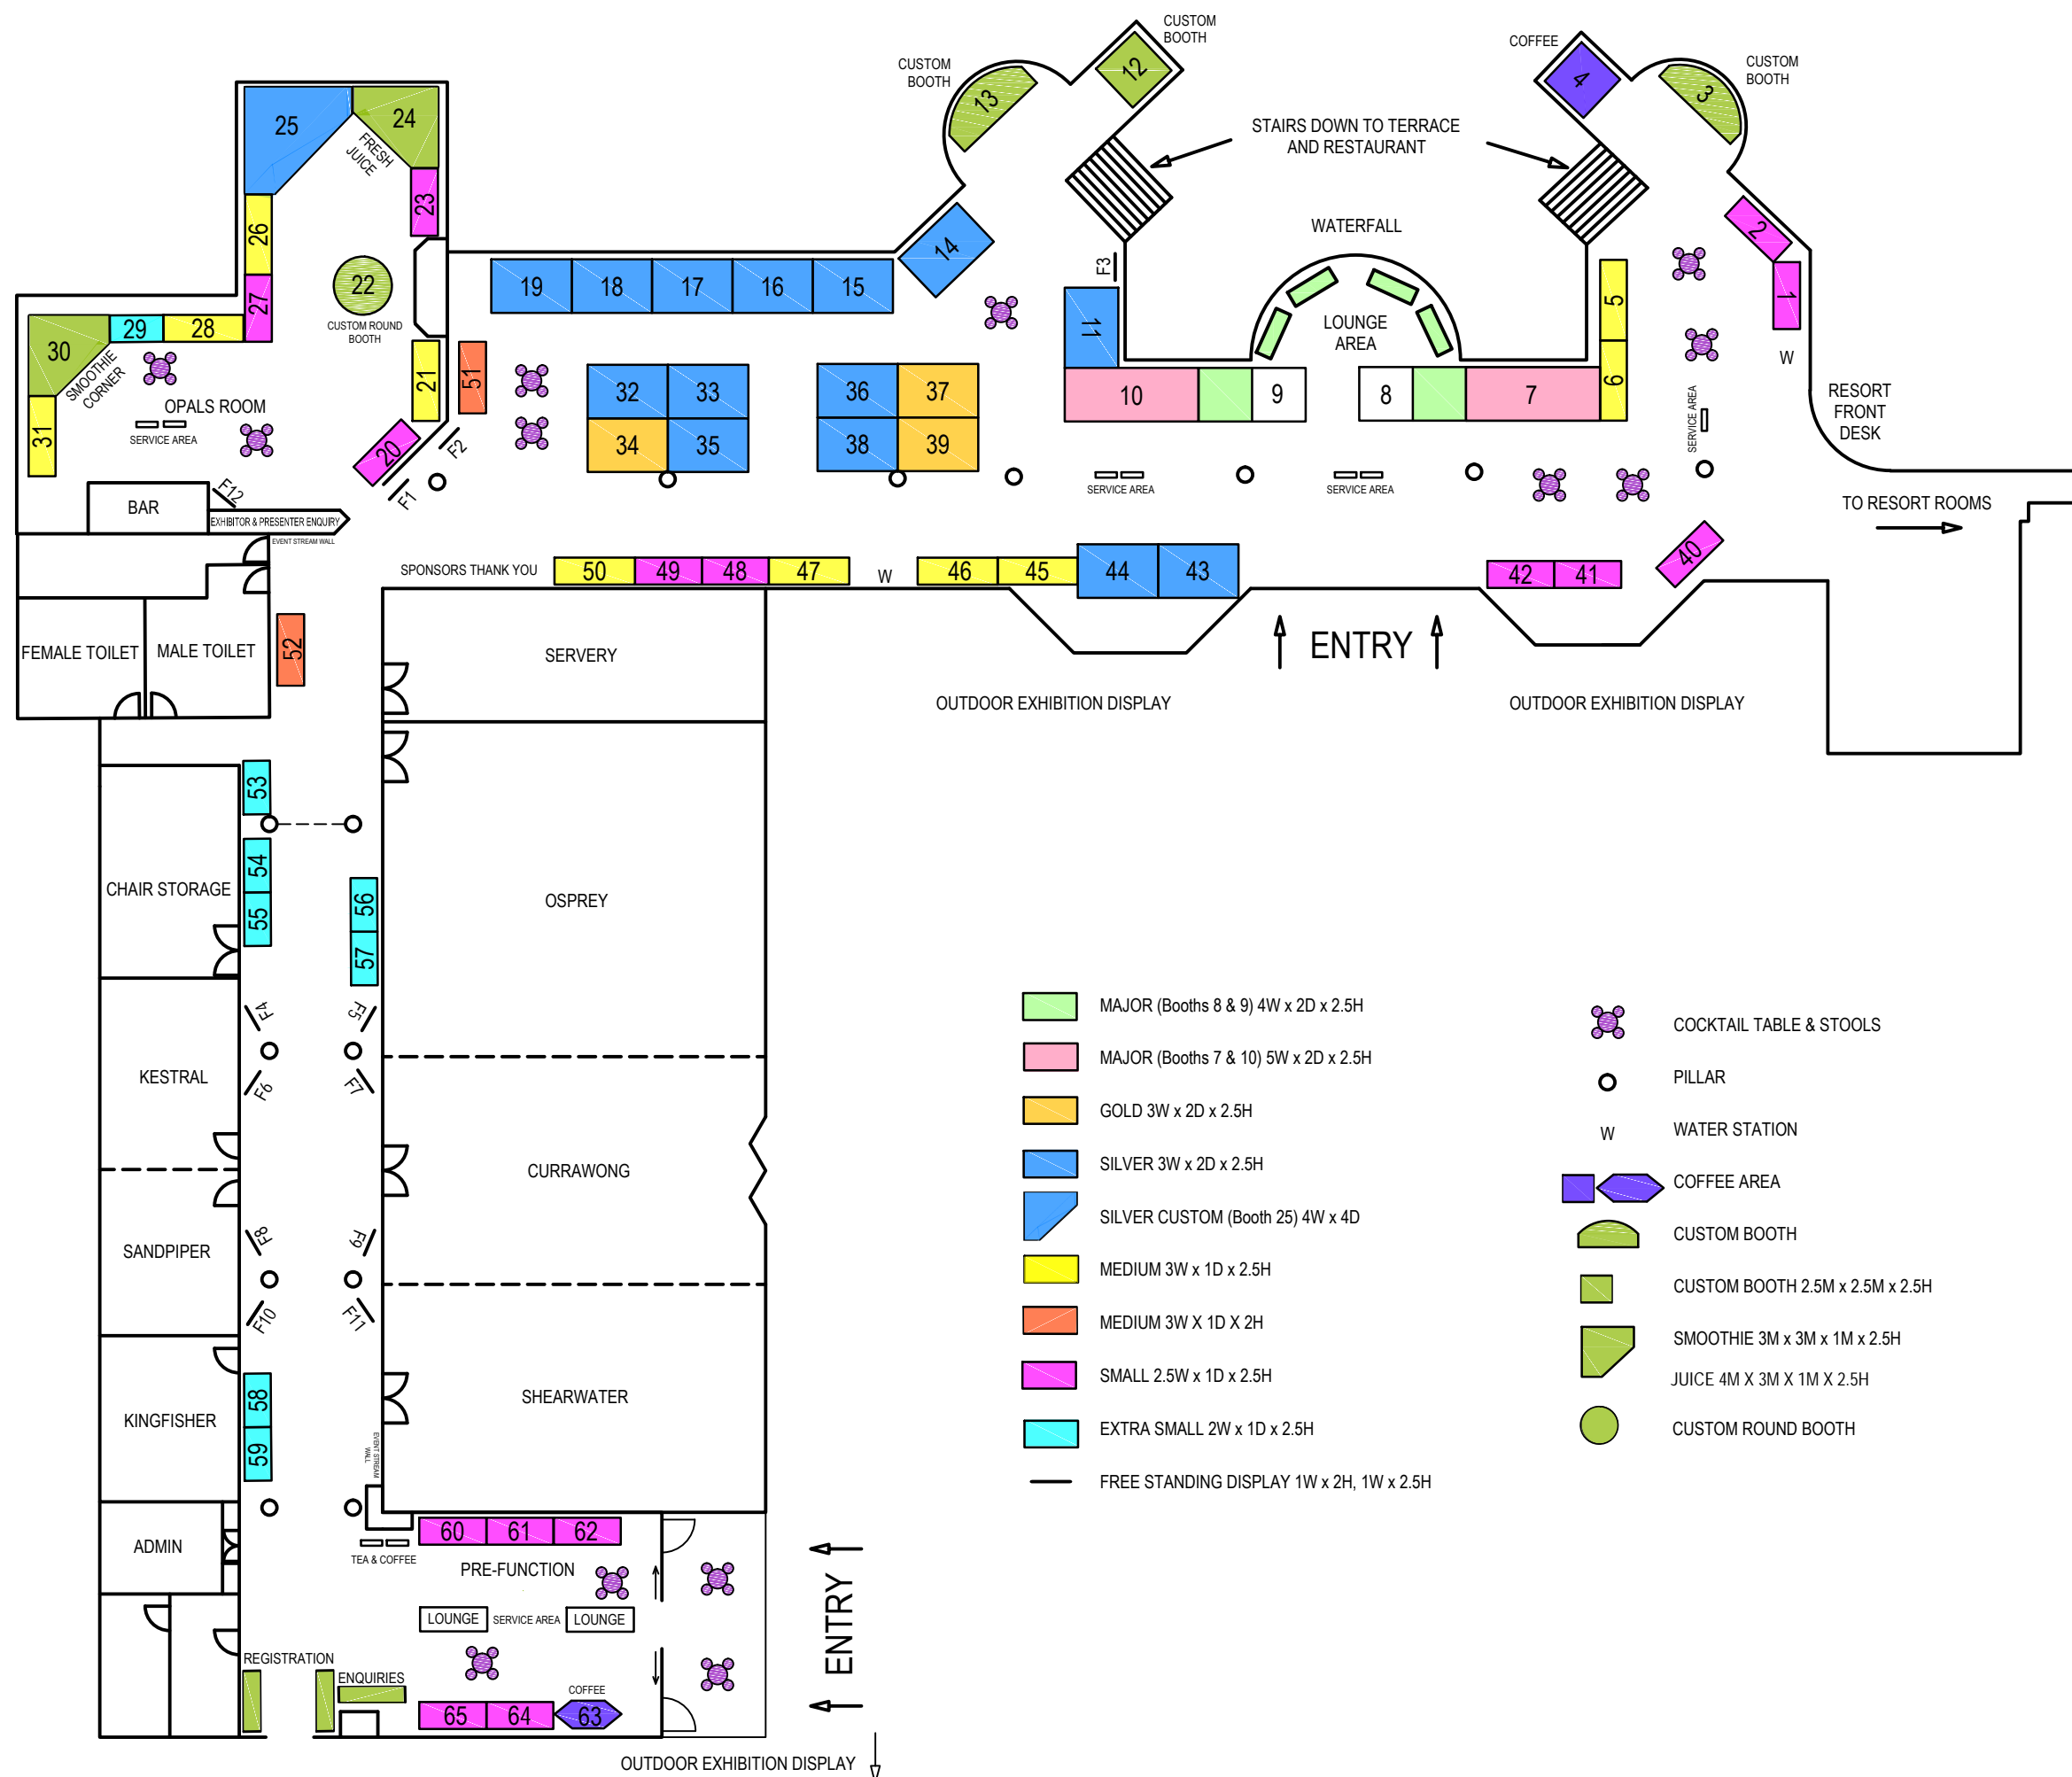 CUSTOM
BOOTH
12
CUSTOM
BOOTH
13
COFFEE
4
CUSTOM
BOOTH
3
STAIRS DOWN TO TERRACE
AND RESTAURANT
25
24
FRESH
JUICE
23
26
27
22
CUSTOM ROUND
BOOTH
29
28
30
SMOOTHIE
CORNER
31
OPALS ROOM
SERVICE AREA
21
51
20
F2
F1
F12
BAR
EXHIBITOR & PRESENTER ENQUIRY
EVENT STREAM WALL
19
18
17
16
15
14
F3
11
WATERFALL
LOUNGE
AREA
2
1
W
5
6
32
33
34
35
36
37
38
39
10
9
8
7
SERVICE AREA
SERVICE AREA
SERVICE AREA
RESORT
FRONT
DESK
TO RESORT ROOMS
SPONSORS THANK YOU
50
49
48
47
W
46
45
44
43
42
41
40
ENTRY
OUTDOOR EXHIBITION DISPLAY
OUTDOOR EXHIBITION DISPLAY
FEMALE TOILET
MALE TOILET
52
SERVERY
53
54
55
CHAIR STORAGE
56
57
OSPREY
F4
F5
KESTRAL
F6
F7
CURRAWONG
SANDPIPER
F8
F9
F10
F11
KINGFISHER
58
59
SHEARWATER
EVENT STREAM
WALL
ADMIN
TEA & COFFEE
60
61
62
PRE-FUNCTION
LOUNGE
SERVICE AREA
LOUNGE
ENTRY
REGISTRATION
ENQUIRIES
COFFEE
65
64
63
OUTDOOR EXHIBITION DISPLAY
MAJOR (Booths 8 & 9) 4W x 2D x 2.5H
MAJOR (Booths 7 & 10) 5W x 2D x 2.5H
GOLD 3W x 2D x 2.5H
SILVER 3W x 2D x 2.5H
SILVER CUSTOM (Booth 25) 4W x 4D
MEDIUM 3W x 1D x 2.5H
MEDIUM 3W X 1D X 2H
SMALL 2.5W x 1D x 2.5H
EXTRA SMALL 2W x 1D x 2.5H
FREE STANDING DISPLAY 1W x 2H, 1W x 2.5H
COCKTAIL TABLE & STOOLS
PILLAR
W
WATER STATION
COFFEE AREA
CUSTOM BOOTH
CUSTOM BOOTH 2.5M x 2.5M x 2.5H
SMOOTHIE 3M x 3M x 1M x 2.5H
JUICE 4M X 3M X 1M X 2.5H
CUSTOM ROUND BOOTH